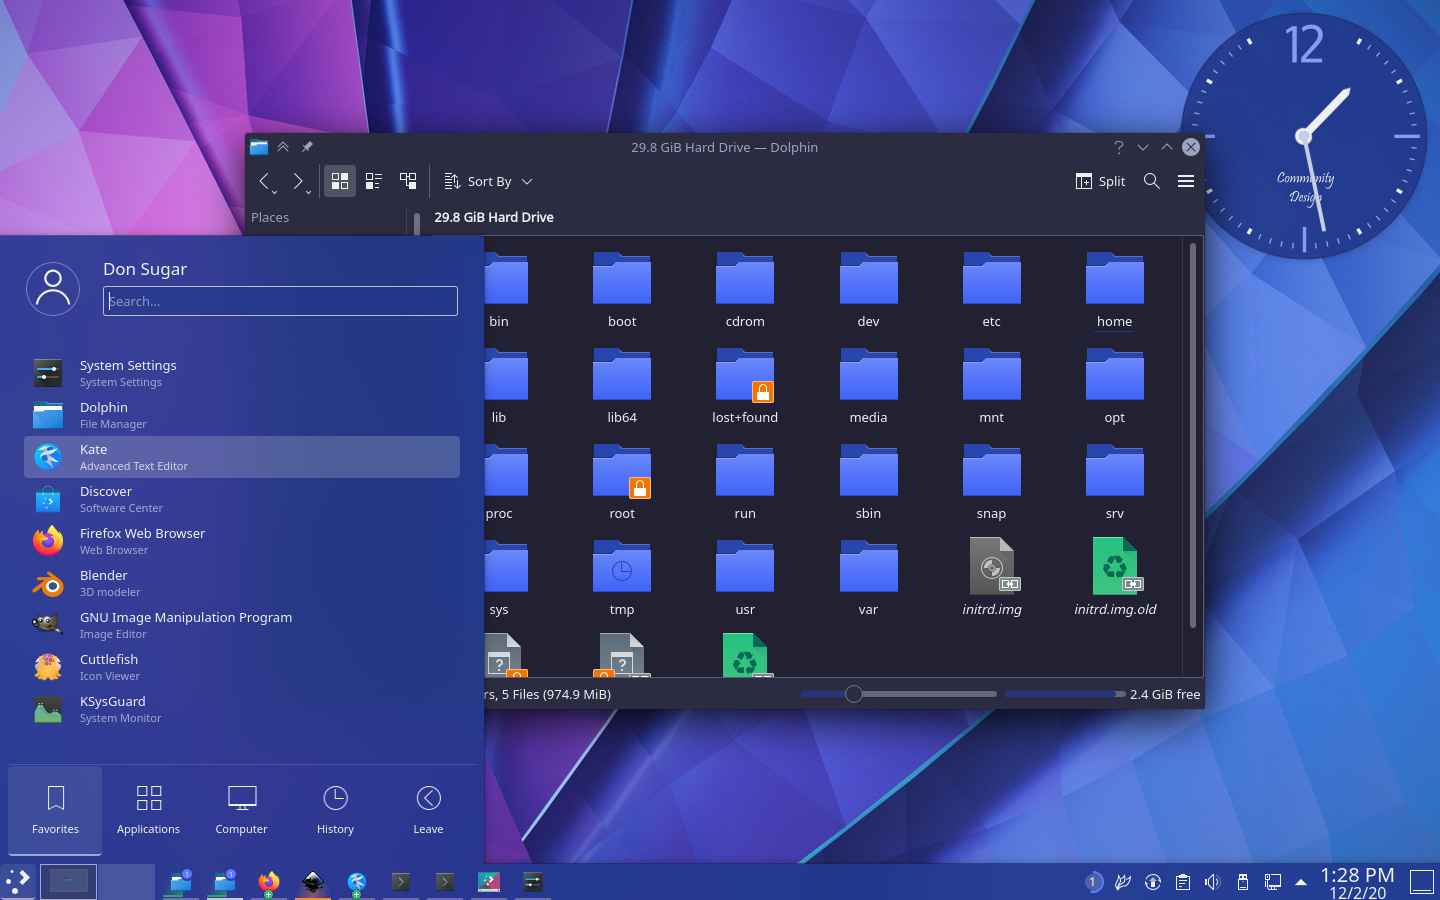 12
Community
Design
29.8 GiB Hard Drive — Dolphin
Sort By
Split
Places
29.8 GiB Hard Drive
Don Sugar
Search...
System Settings
System Settings
Dolphin
File Manager
Kate
Advanced Text Editor
Discover
Software Center
Firefox Web Browser
Web Browser
Blender
3D modeler
GNU Image Manipulation Program
Image Editor
Cuttlefish
Icon Viewer
KSysGuard
System Monitor
Favorites
Applications
Computer
History
Leave
bin
boot
cdrom
dev
etc
home
lib
lib64
lost+found
media
mnt
opt
proc
root
run
sbin
snap
srv
sys
tmp
usr
var
initrd.img
initrd.img.old
rs, 5 Files (974.9 MiB)
2.4 GiB free
1
1
1
1:28 PM
12/2/20